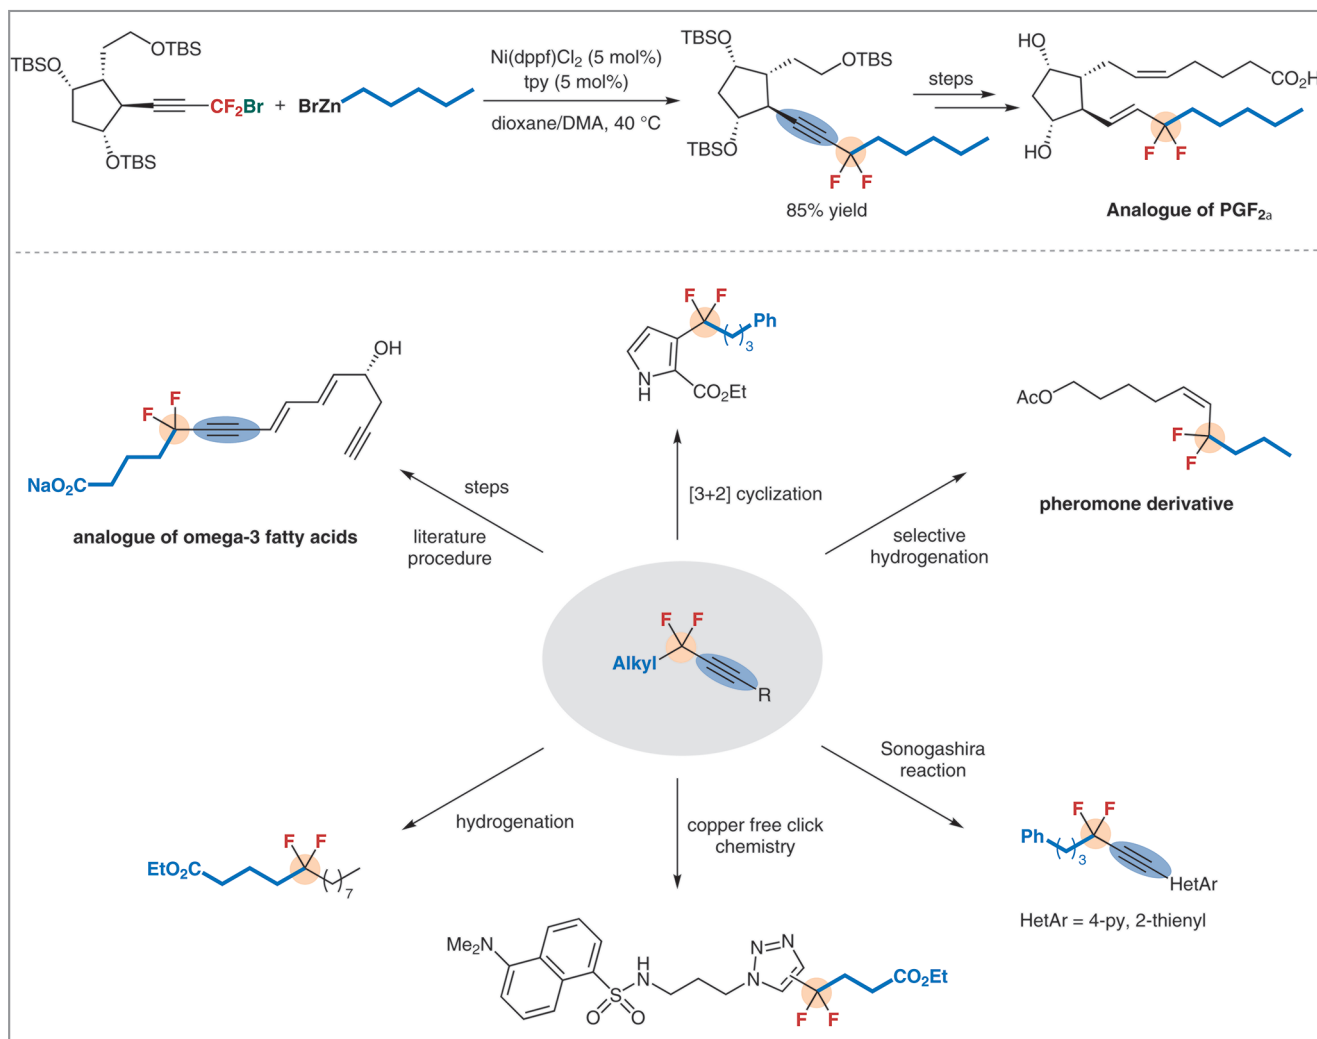 TBSO
OTBS
CF2Br
+
BrZn
OTBS
Ni(dppf)Cl2 (5 mol%)
tpy (5 mol%)
dioxane/DMA, 40 °C
TBSO
OTBS
TBSO
F F
85% yield
steps
HO
CO2H
HO
F F
Analogue of PGF2a
F F
Ph
3
N
H
CO2Et
OH
F
F
NaO2C
analogue of omega-3 fatty acids
steps
literature
procedure
[3+2] cyclization
AcO
F
F
pheromone derivative
selective
hydrogenation
F F
Alkyl
R
hydrogenation
F F
EtO2C
7
copper free click
chemistry
Sonogashira
reaction
F F
Ph
3
HetAr
HetAr = 4-py, 2-thienyl
Me2N
S
O O
H
N
N
N N
CO2Et
F F